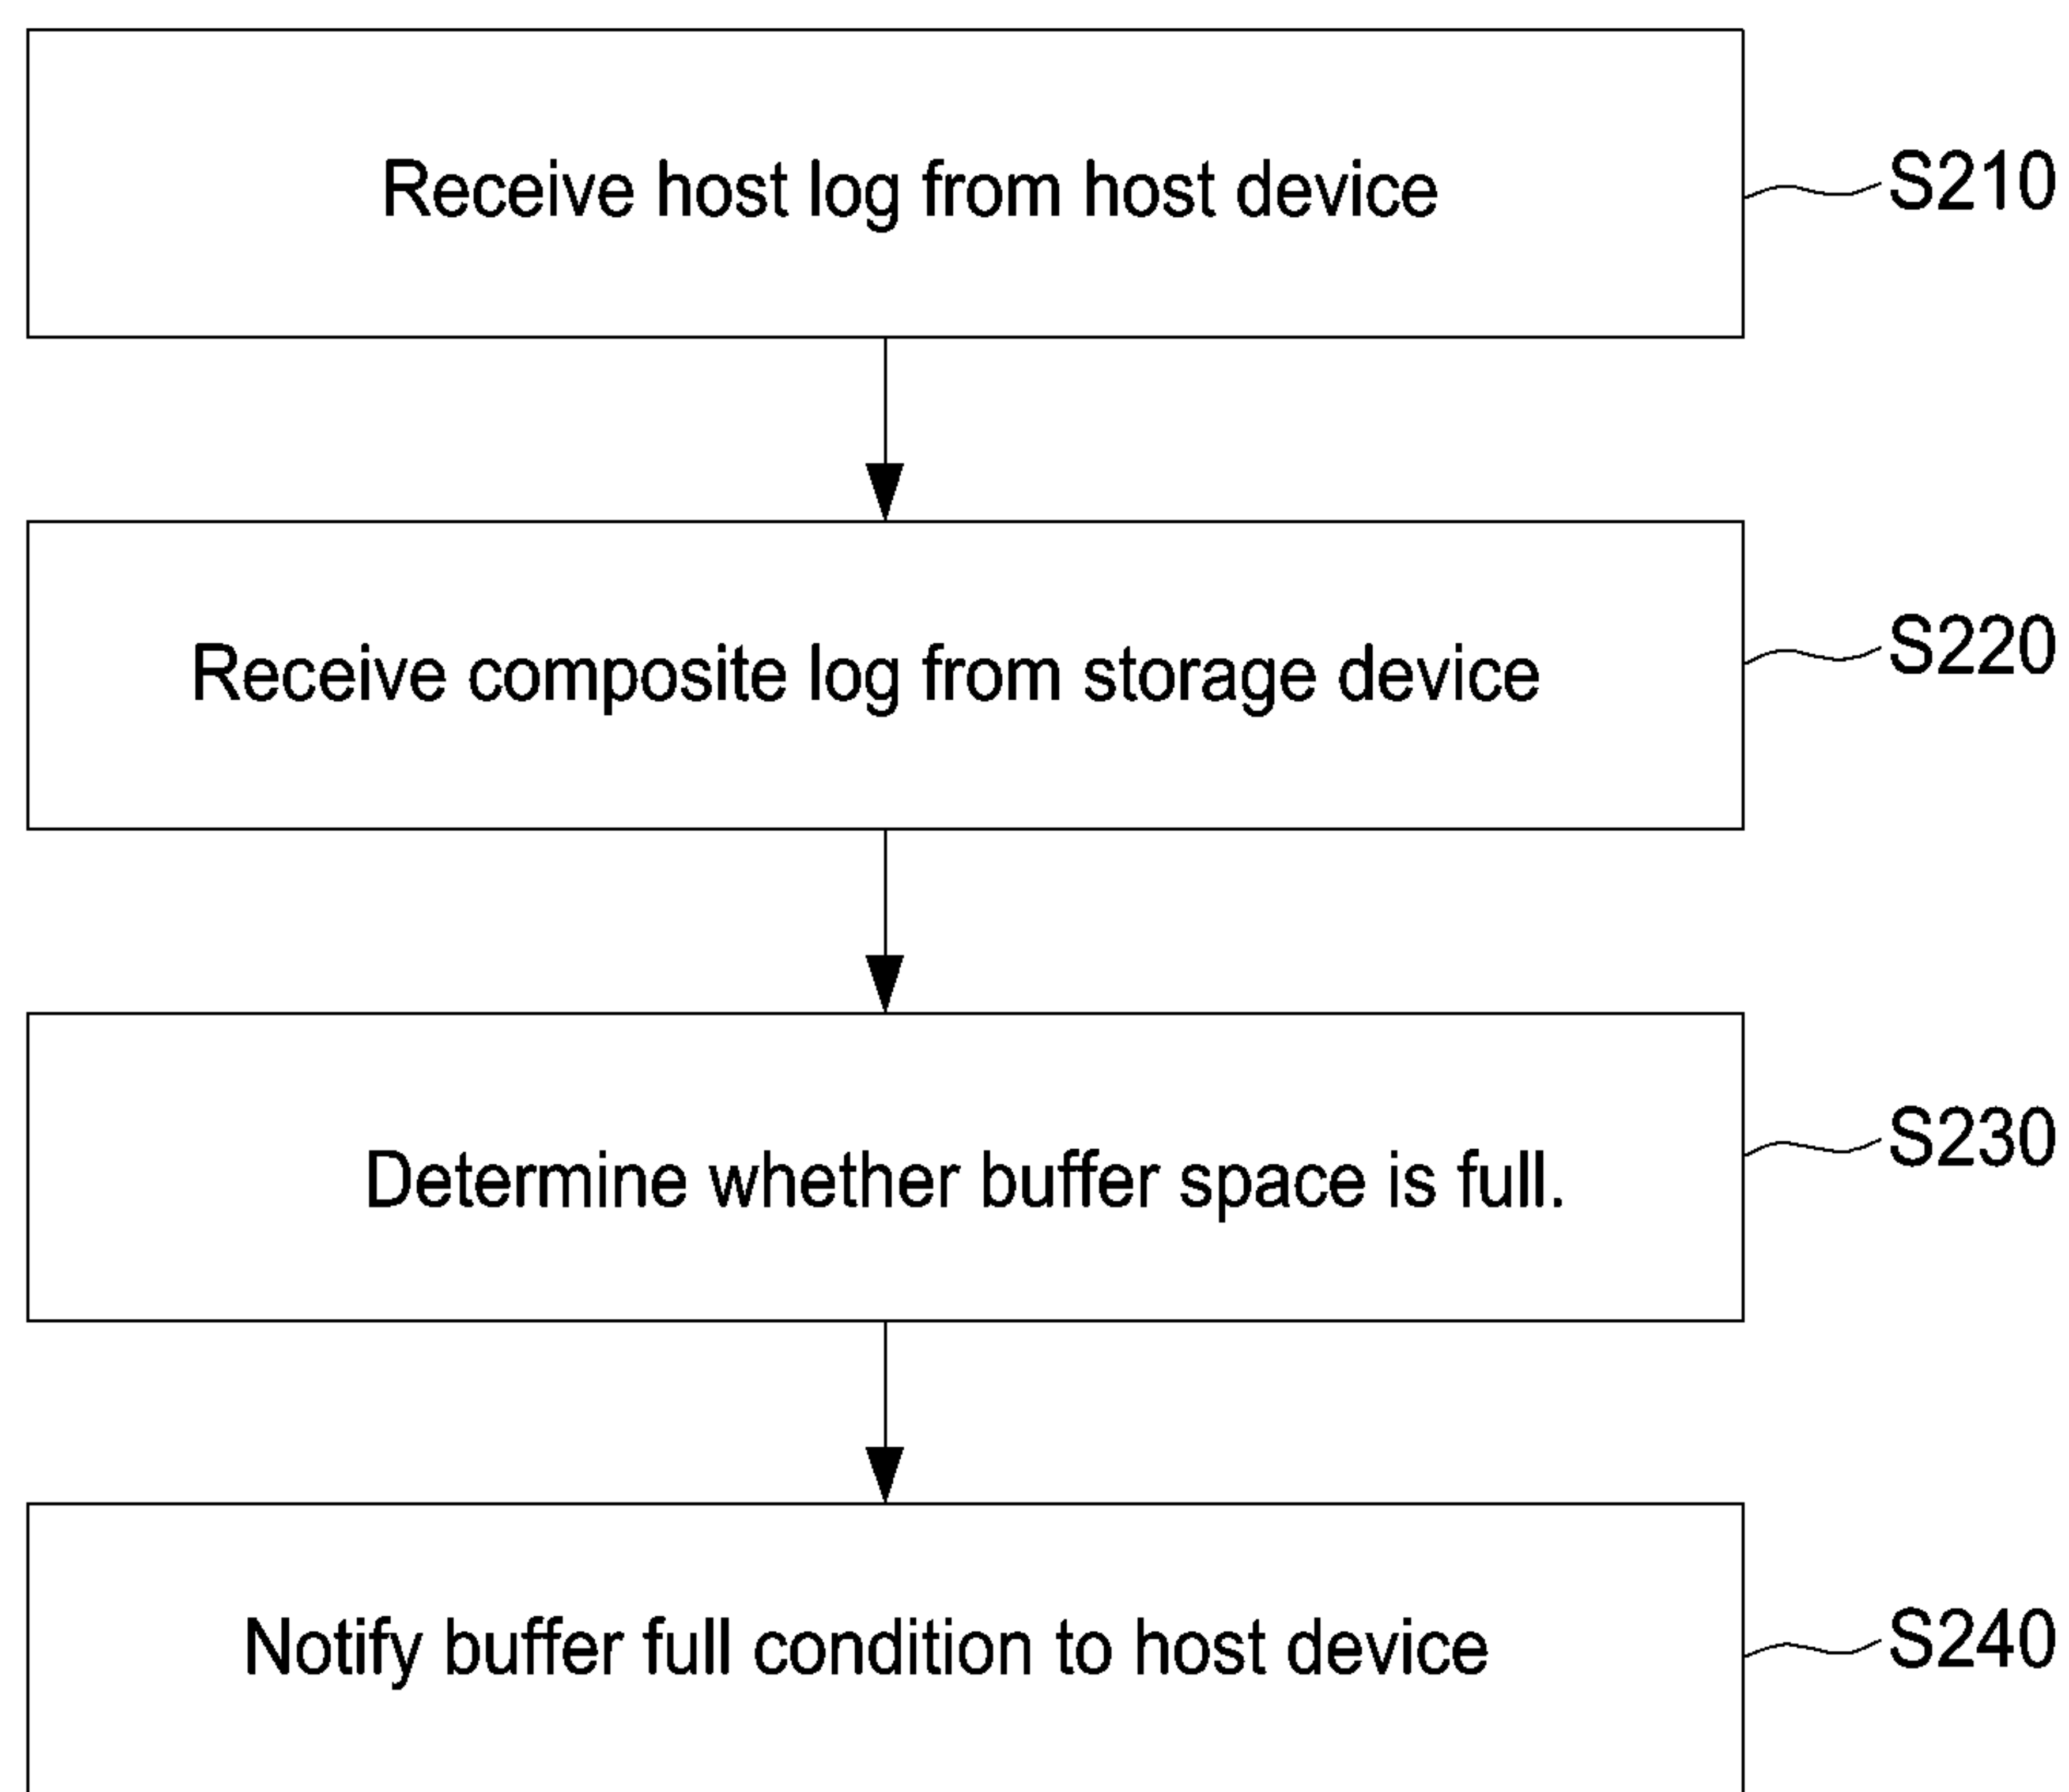 Receive host log from host device
S210
Receive composite log from storage device
S220
Determine whether buffer space is full.
S230
Notify buffer full condition to host device
S240